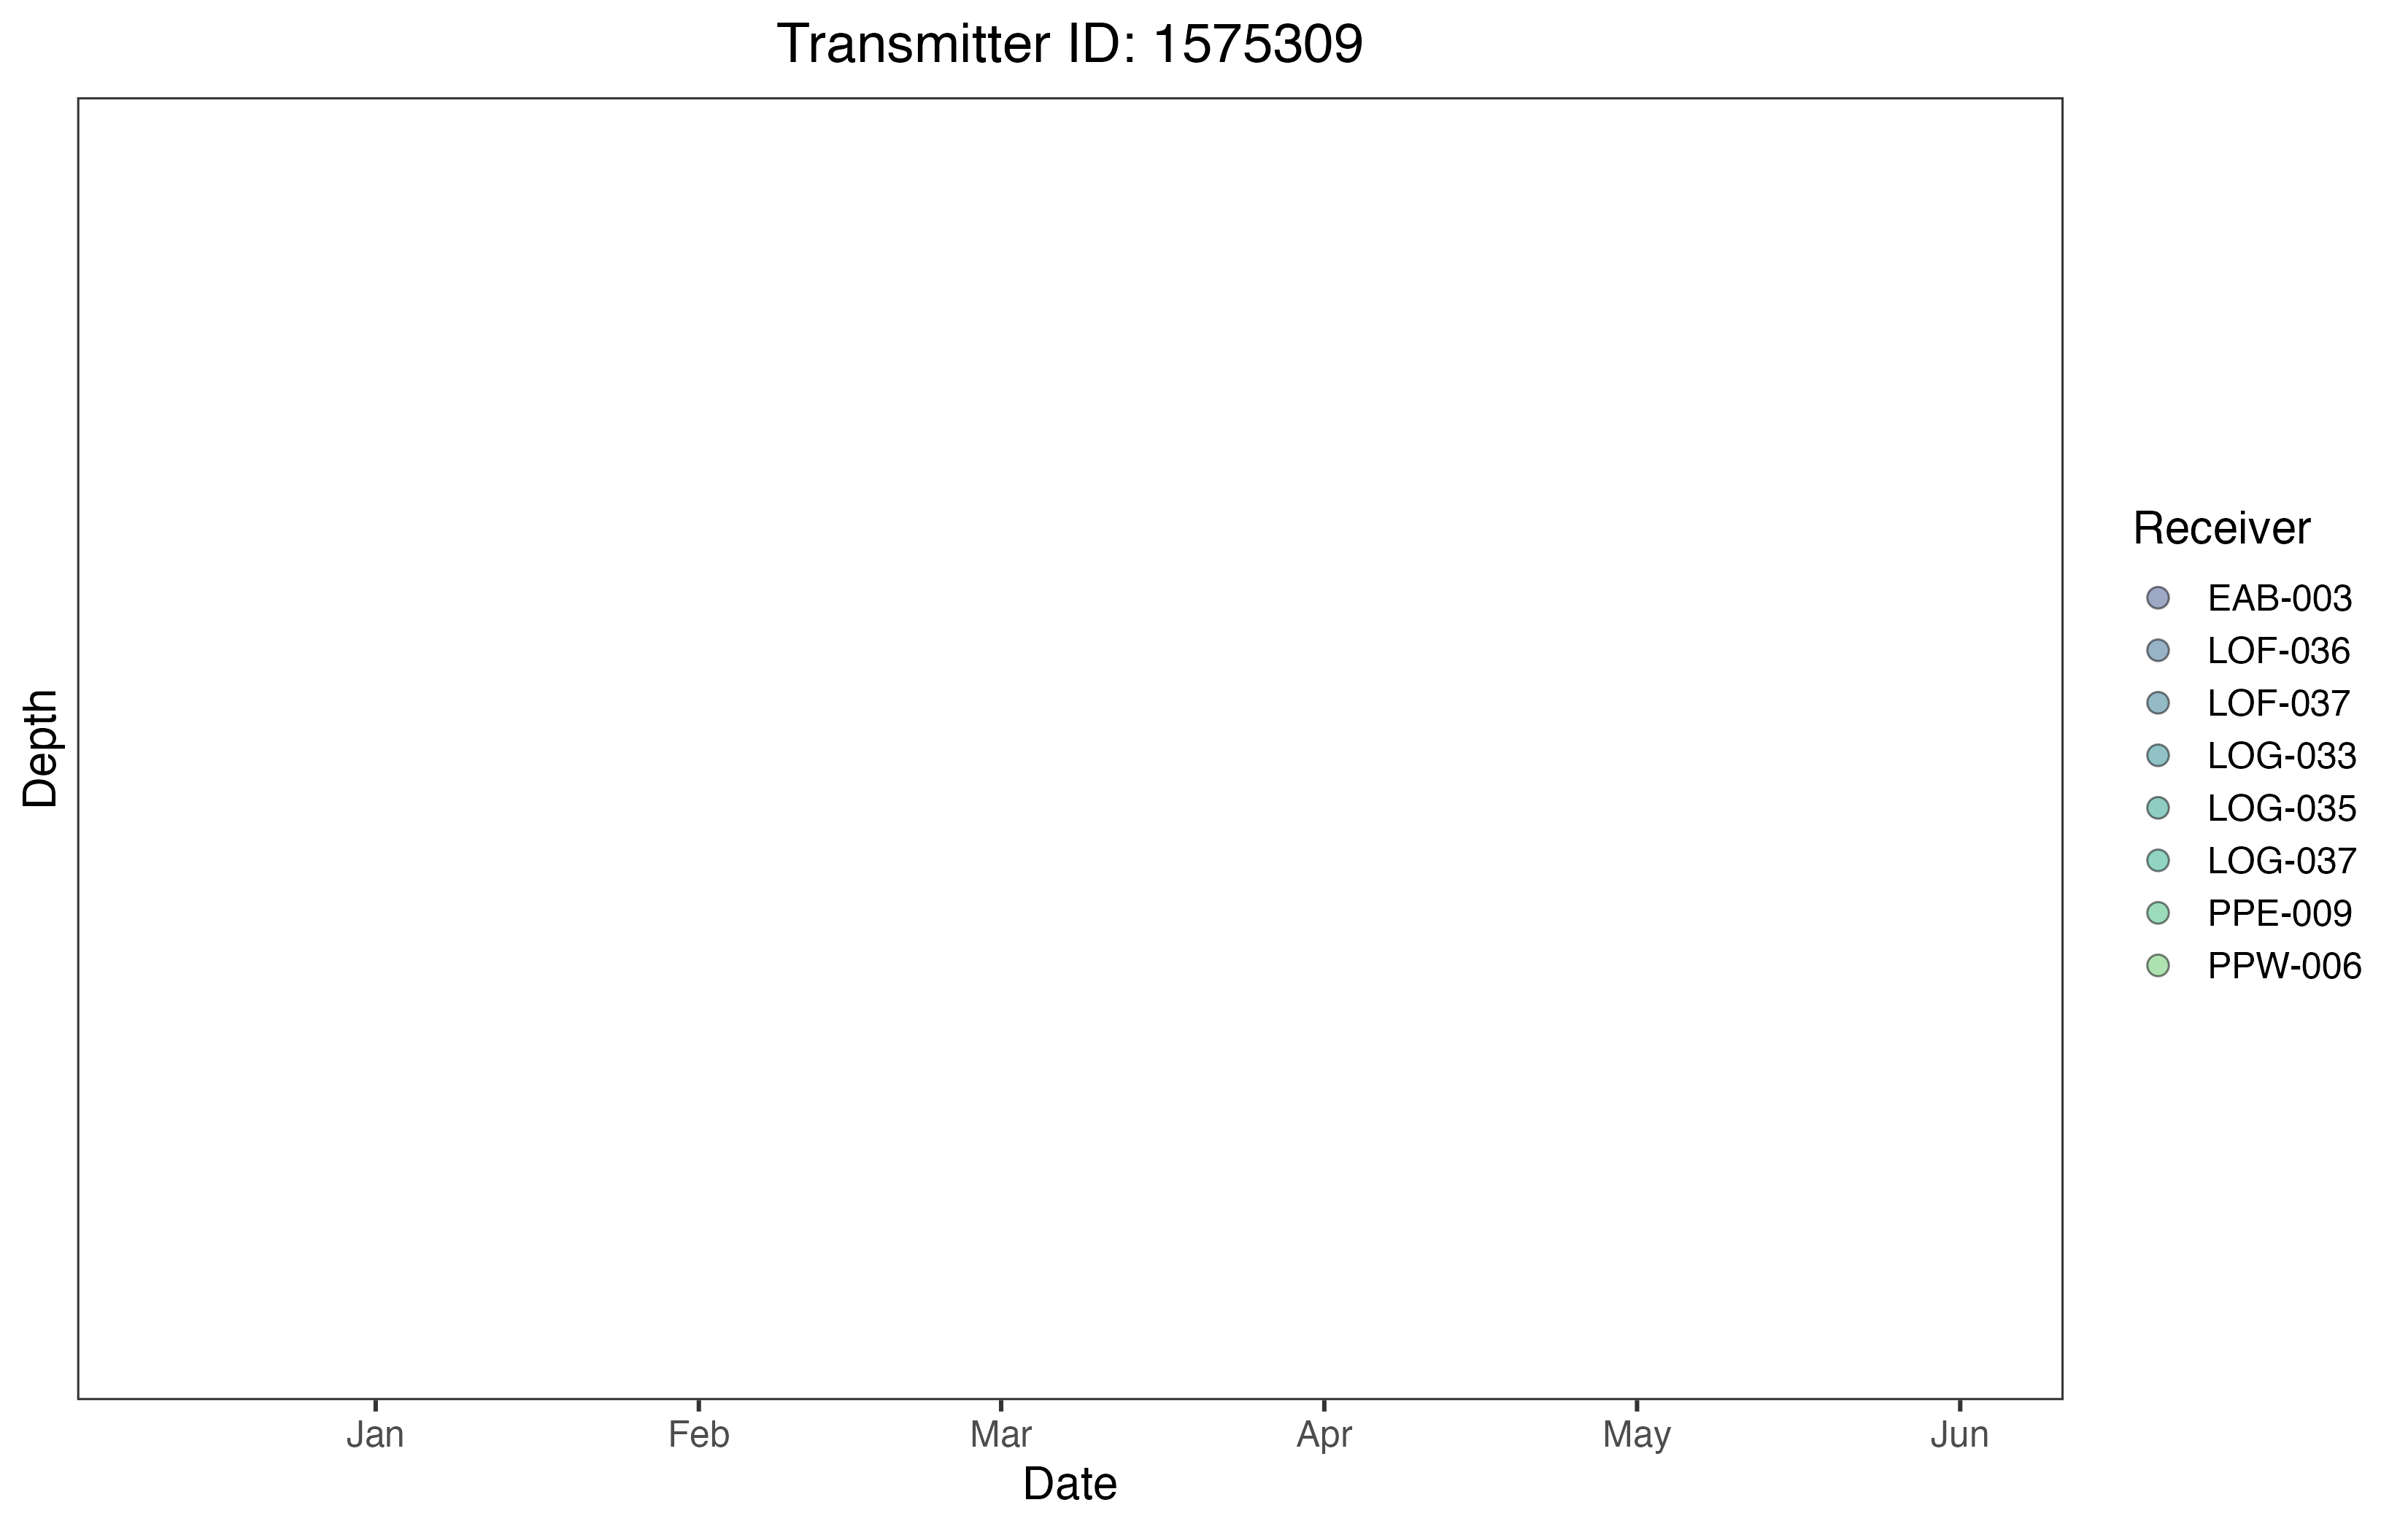 Transmitter ID: 1575309
Depth
Jan Feb Mar Apr May Jun
Date
Receiver
EAB-003
LOF-036
LOF-037
LOG-033
LOG-035
LOG-037
PPE-009
PPW-006